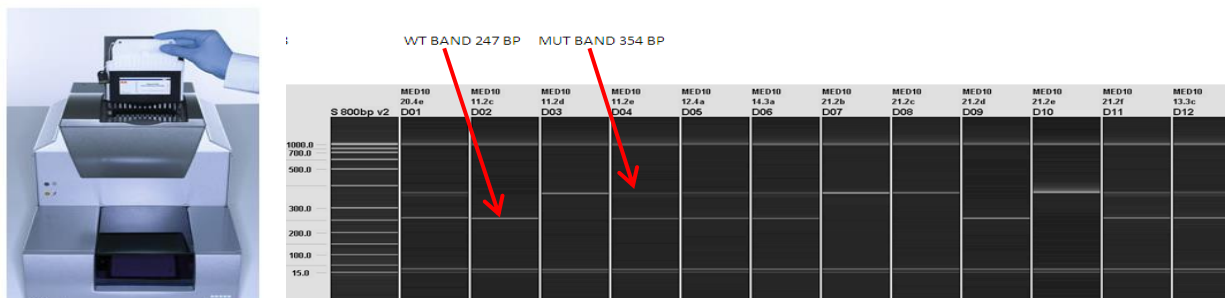 WT BAND 247 BP MUT BAND 354 BP
MED10 MED10 MED10 MED10 MED10 MED10 MED10 MED10 MED10 MED10 MED10 MED10
20.4e 11.2c 11.2d 11.2e 12.4a 14.3a 21.2b 21.2c 21.2d 21.2e 21.2f 13.3c
S 800bp v2 D01 D02 D03 D04 D05 D06 D07 D08 D09 D10 D11 D12
1000.0
700.0
500.0
300.0
200.0
100.0
15.0